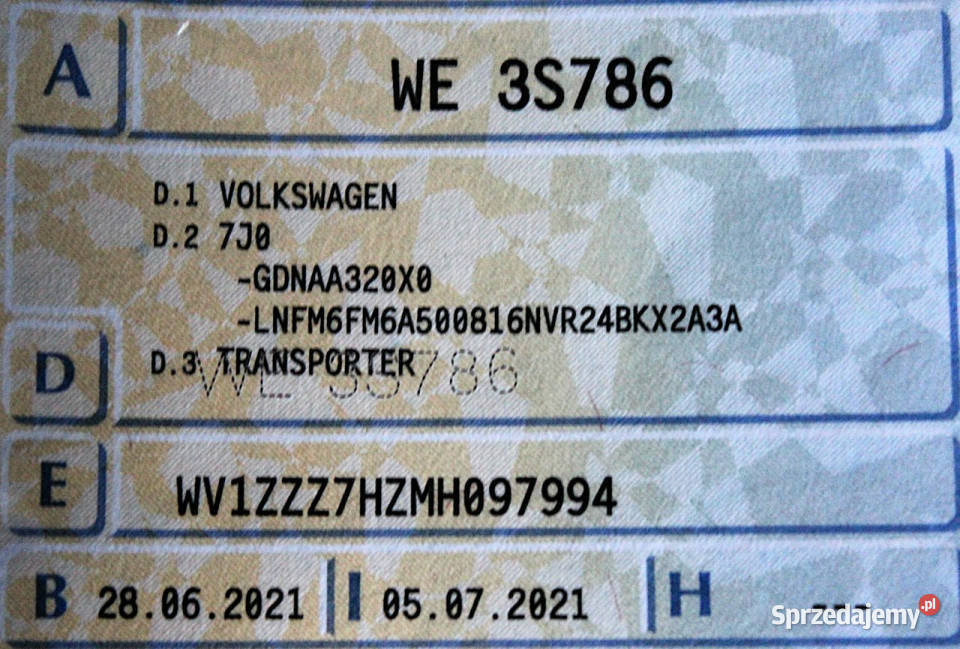 A WE 3S786
D.1 VOLKSWAGEN
D.2 7J0
-GDNAA320X0
-LNFM6FM6A500816NVR24BKX2A3A
D D.3 TRANSPORTER
WE 3S786
E WV1ZZZ7HZMH097994
B 28.06.2021 I 05.07.2021 H ---
Sprzedajemy.pl